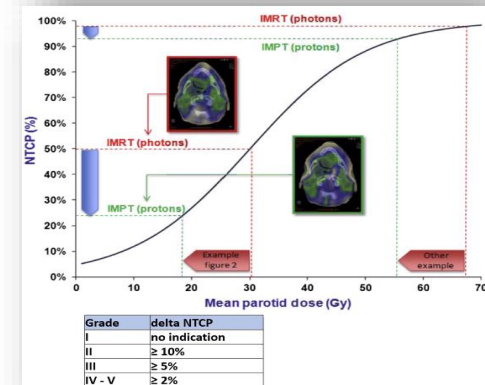 100%
90%
80%
70%
60%
50%
40%
30%
20%
10%
0%
NTCP (%)
IMRT (photons)
IMPT (protons)
IMRT (photons)
IMPT (protons)
Example
figure 2
Other
example
0 10 20 30 40 50 60 70
Mean parotid dose (Gy)
Grade delta NTCP
I no indication
II ≥ 10%
III ≥ 5%
IV - V ≥ 2%